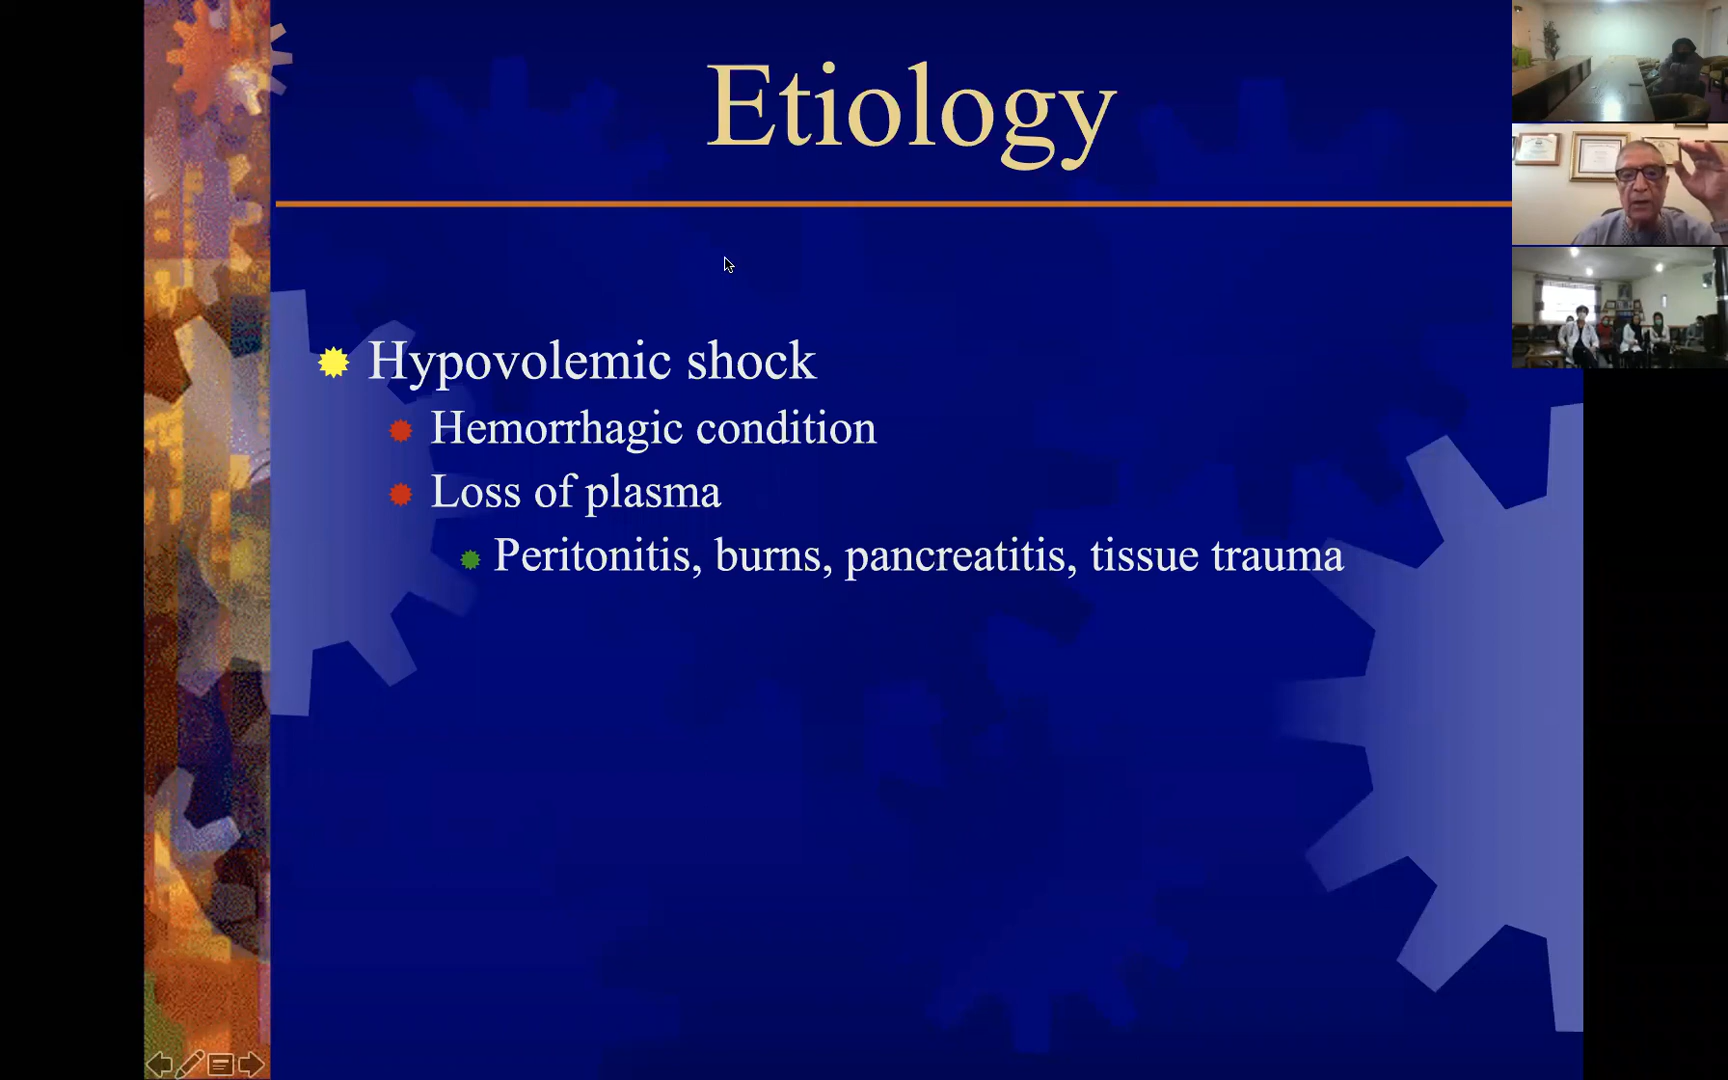 Etiology
Hypovolemic shock
Hemorrhagic condition
Loss of plasma
Peritonitis, burns, pancreatitis, tissue trauma